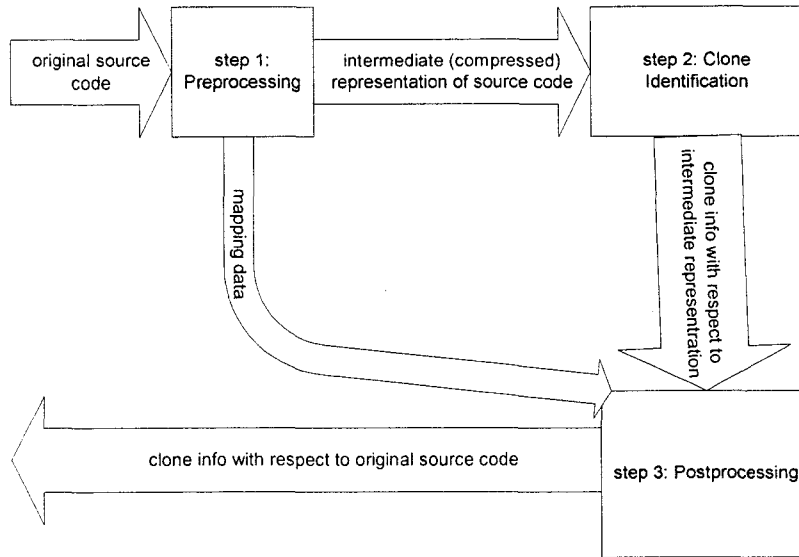 original source
code
step 1:
Preprocessing
intermediate (compressed)
representation of source code
step 2: Clone
Identification
mapping data
clone info with respect to
intermediate representration
clone info with respect to original source code
step 3: Postprocessing